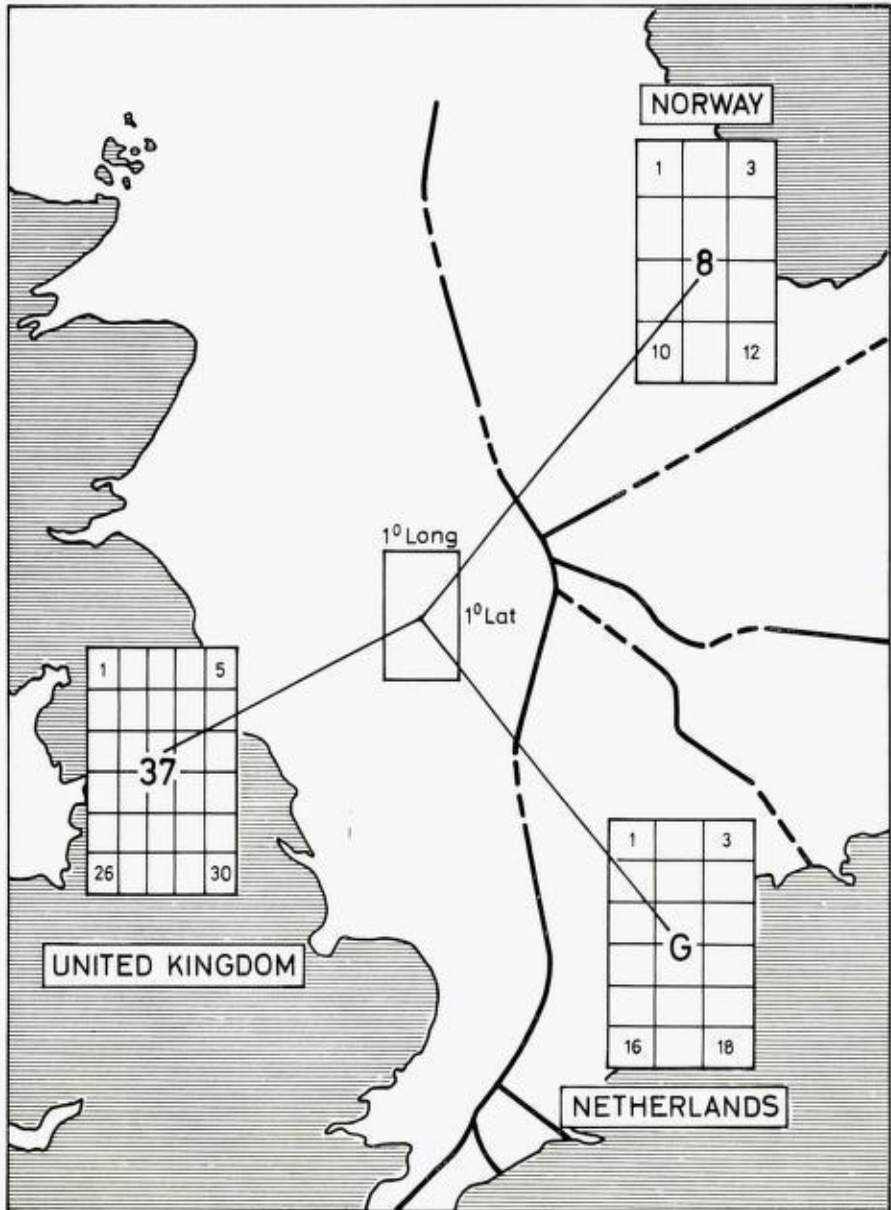 NORWAY
1 3
8
10 12
1⁰ Long
1⁰ Lat
1 5
37
26 30
UNITED KINGDOM
1 3
G
16 18
NETHERLANDS